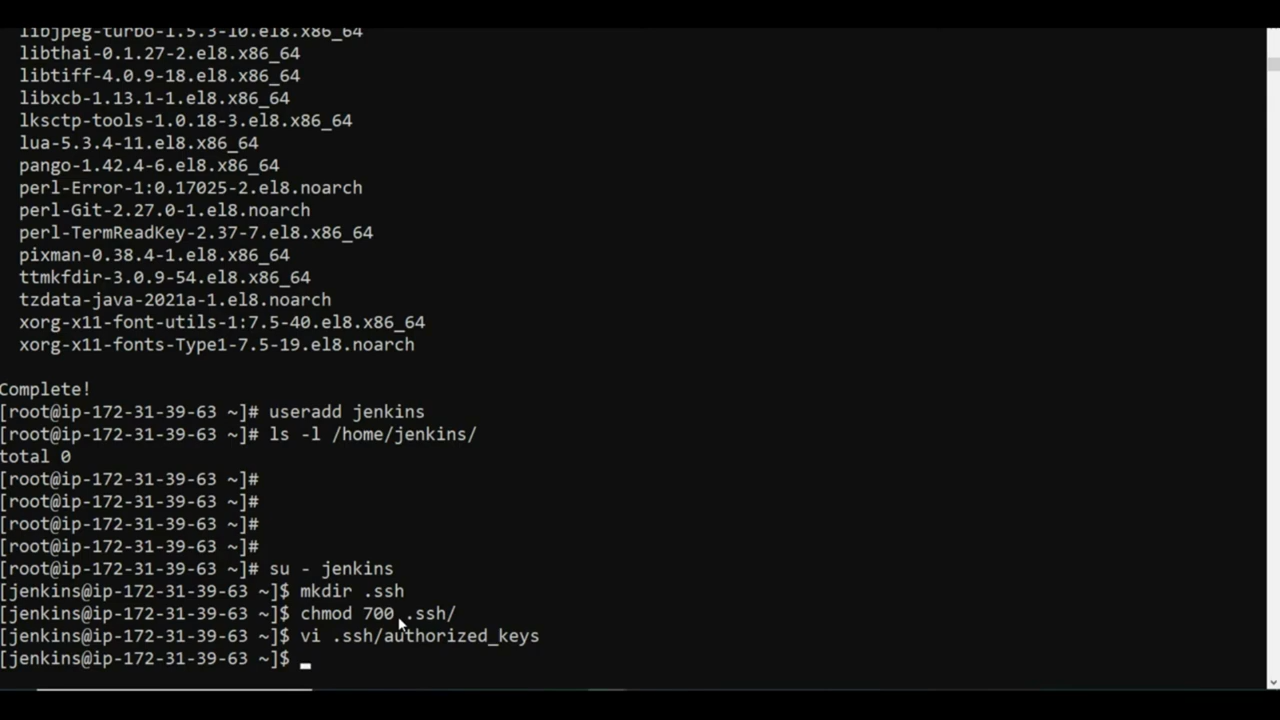 libjpeg-turbo-1.5.3-10.el8.x86_64
libthai-0.1.27-2.el8.x86_64
libtiff-4.0.9-18.el8.x86_64
libxcb-1.13.1-1.el8.x86_64
lksctp-tools-1.0.18-3.el8.x86_64
lua-5.3.4-11.el8.x86_64
pango-1.42.4-6.el8.x86_64
perl-Error-1:0.17025-2.el8.noarch
perl-Git-2.27.0-1.el8.noarch
perl-TermReadKey-2.37-7.el8.x86_64
pixman-0.38.4-1.el8.x86_64
ttmkfdir-3.0.9-54.el8.x86_64
tzdata-java-2021a-1.el8.noarch
xorg-x11-font-utils-1:7.5-40.el8.x86_64
xorg-x11-fonts-Type1-7.5-19.el8.noarch
Complete!
[root@ip-172-31-39-63 ~]# useradd jenkins
[root@ip-172-31-39-63 ~]# ls -l /home/jenkins/
total 0
[root@ip-172-31-39-63 ~]#
[root@ip-172-31-39-63 ~]#
[root@ip-172-31-39-63 ~]#
[root@ip-172-31-39-63 ~]#
[root@ip-172-31-39-63 ~]# su - jenkins
[jenkins@ip-172-31-39-63 ~]$ mkdir .ssh
[jenkins@ip-172-31-39-63 ~]$ chmod 700 .ssh/
[jenkins@ip-172-31-39-63 ~]$ vi .ssh/authorized_keys
[jenkins@ip-172-31-39-63 ~]$